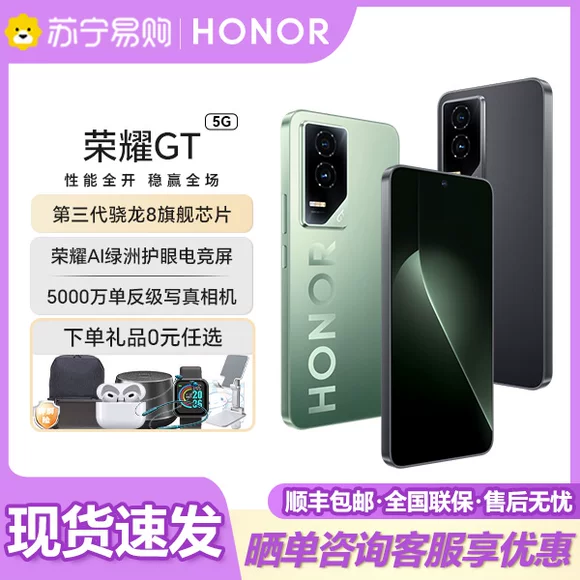 苏宁易购 HONOR
5G
荣耀GT
性能全开 稳赢全场
第三代骁龙8旗舰芯片
荣耀AI绿洲护眼电竞屏
5000万单反级写真相机
下单礼品0元任选
HONOR
现货速发
顺丰包邮·全国联保·售后无忧
晒单咨询客服享优惠